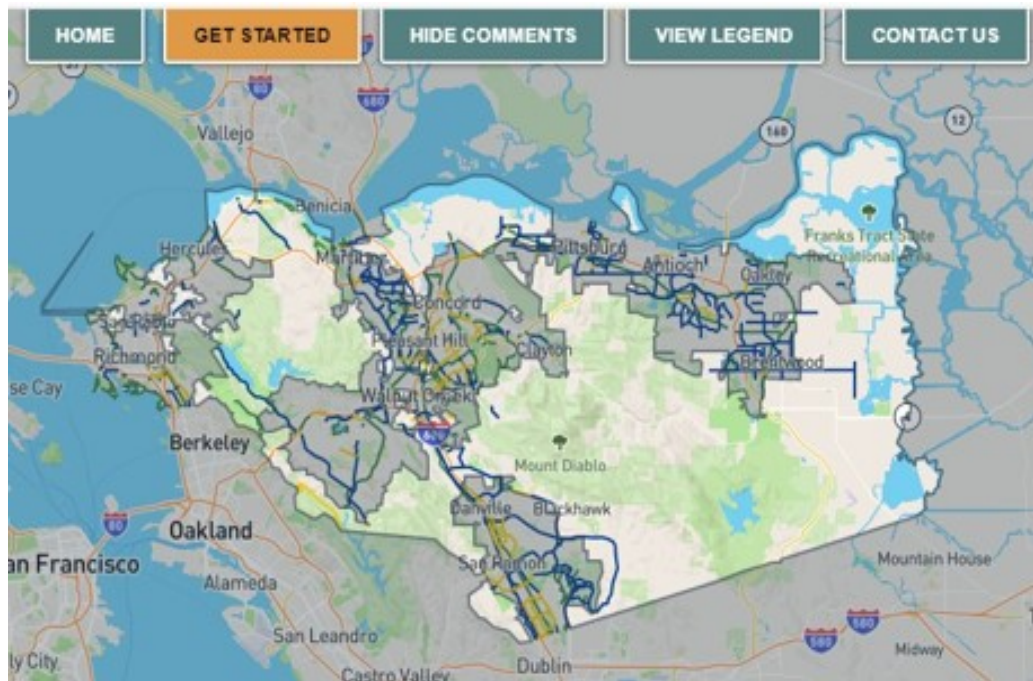 HOME
GET STARTED
HIDE COMMENTS
VIEW LEGEND
CONTACT US
80
680
12
160
Vallejo
Benicia
Hercules
Franks Tract State
Recreational Area
Pittsburg
Antioch
Oakley
Concord
Richmond
Pleasant Hill
Clayton
Brentwood
se Cay
Walnut Creek
Berkeley
Mount Diablo
Danville
Blackhawk
80
Oakland
an Francisco
San Ramon
Mountain House
Alameda
580
580
San Leandro
Midway
ly City
Castro Valley
Dublin